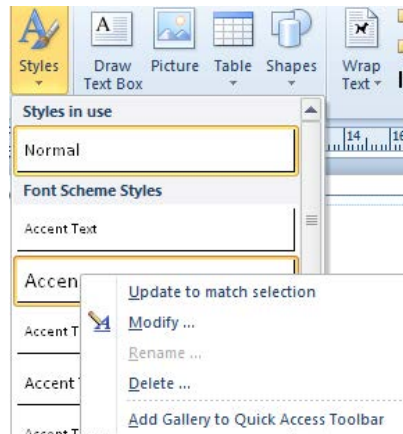 A
Styles
Draw
Text Box
Picture
Table
Shapes
Wrap
Text
Styles in use
14
Normal
Font Scheme Styles
Accent Text
Accen
Update to match selection
Modify ...
Accent T
Rename ...
Accent
Delete ...
Add Gallery to Quick Access Toolbar